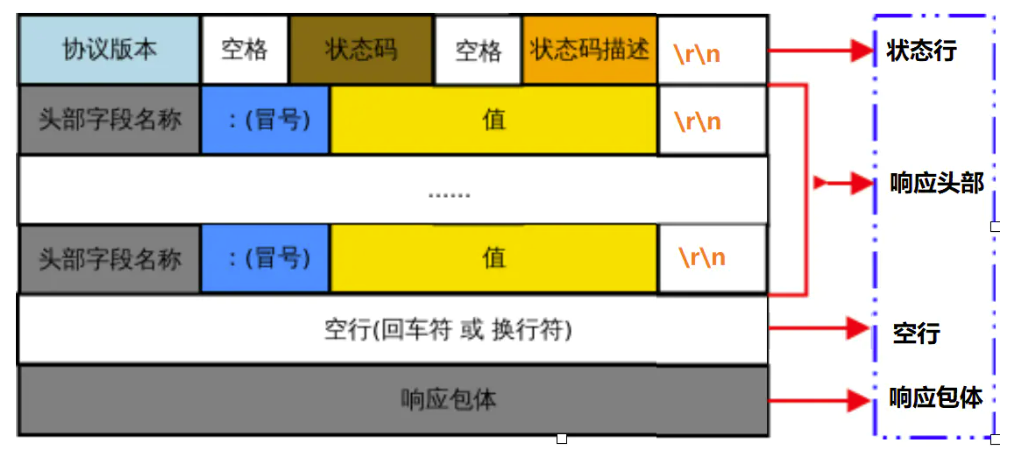 协议版本 空格 状态码 空格 状态码描述 \r\n 状态行
头部字段名称 :(冒号) 值 \r\n
...... 响应头部
头部字段名称 :(冒号) 值 \r\n
空行(回车符 或 换行符) 空行
响应包体 响应包体